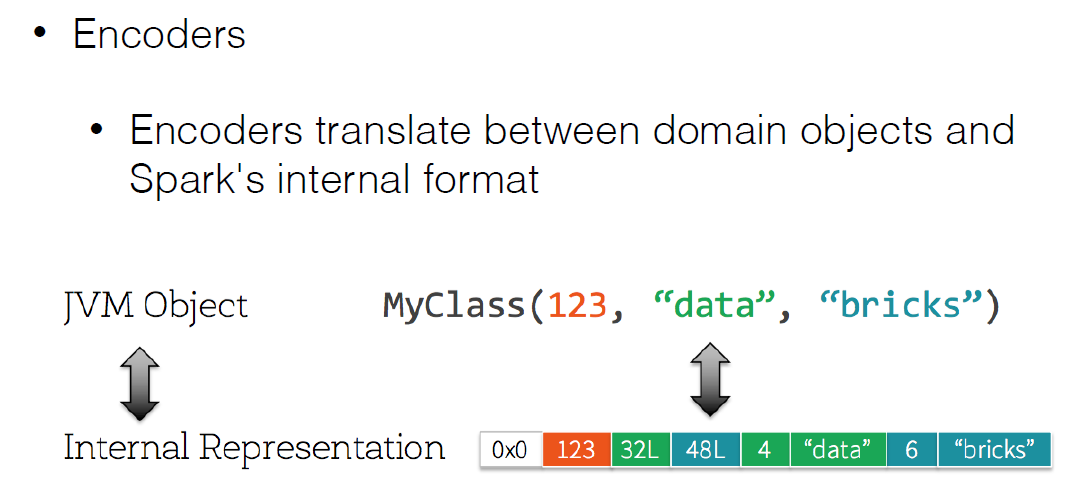 • Encoders
• Encoders translate between domain objects and
Spark's internal format
JVM Object MyClass(123, “data”, “bricks”)
Internal Representation 0x0 123 32L 48L 4 “data” 6 “bricks”